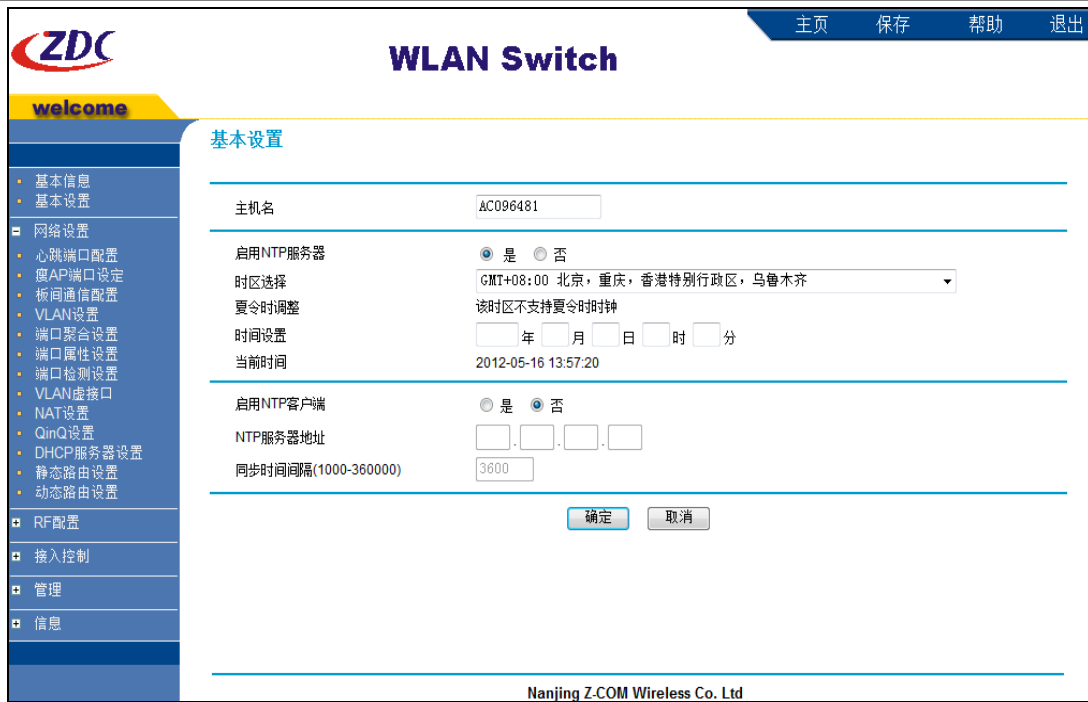 主页 保存 帮助 退出
ZDC
WLAN Switch
welcome
基本设置
基本信息
基本设置
网络设置
心跳端口配置
瘦AP端口设定
板间通信配置
VLAN设置
端口聚合设置
端口属性设置
端口检测设置
VLAN虚接口
NAT设置
QinQ设置
DHCP服务器设置
静态路由设置
动态路由设置
RF配置
接入控制
管理
信息
主机名 AC096481
启用NTP服务器 是 否
时区选择 GMT+08:00 北京，重庆，香港特别行政区，乌鲁木齐
夏令时调整 该时区不支持夏令时时钟
时间设置 年 月 日 时 分
当前时间 2012-05-16 13:57:20
启用NTP客户端 是 否
NTP服务器地址 . . .
同步时间间隔(1000-360000) 3600
确定 取消
Nanjing Z-COM Wireless Co. Ltd